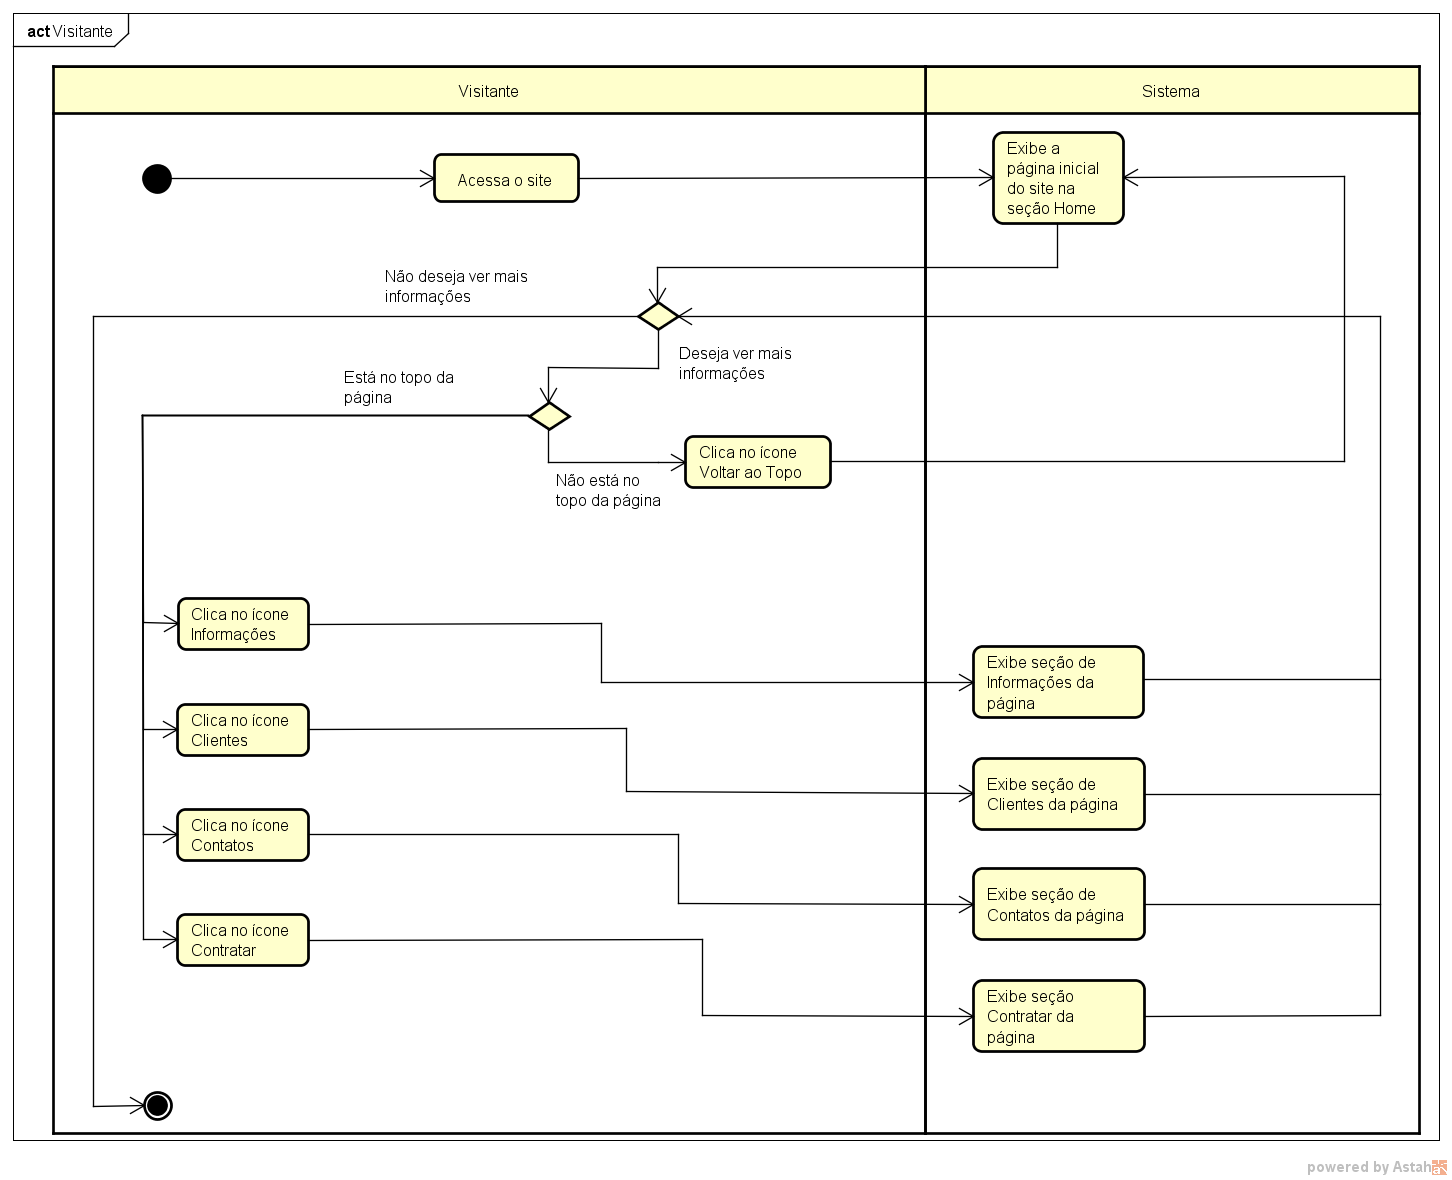 act Visitante
Visitante
Sistema
Acessa o site
Exibe a
página inicial
do site na
seção Home
Não deseja ver mais
informações
Deseja ver mais
informações
Está no topo da
página
Clica no ícone
Voltar ao Topo
Não está no
topo da página
Clica no ícone
Informações
Exibe seção de
Informações da
página
Clica no ícone
Clientes
Exibe seção de
Clientes da página
Clica no ícone
Contatos
Exibe seção de
Contatos da página
Clica no ícone
Contratar
Exibe seção
Contratar da
página
powered by Astah